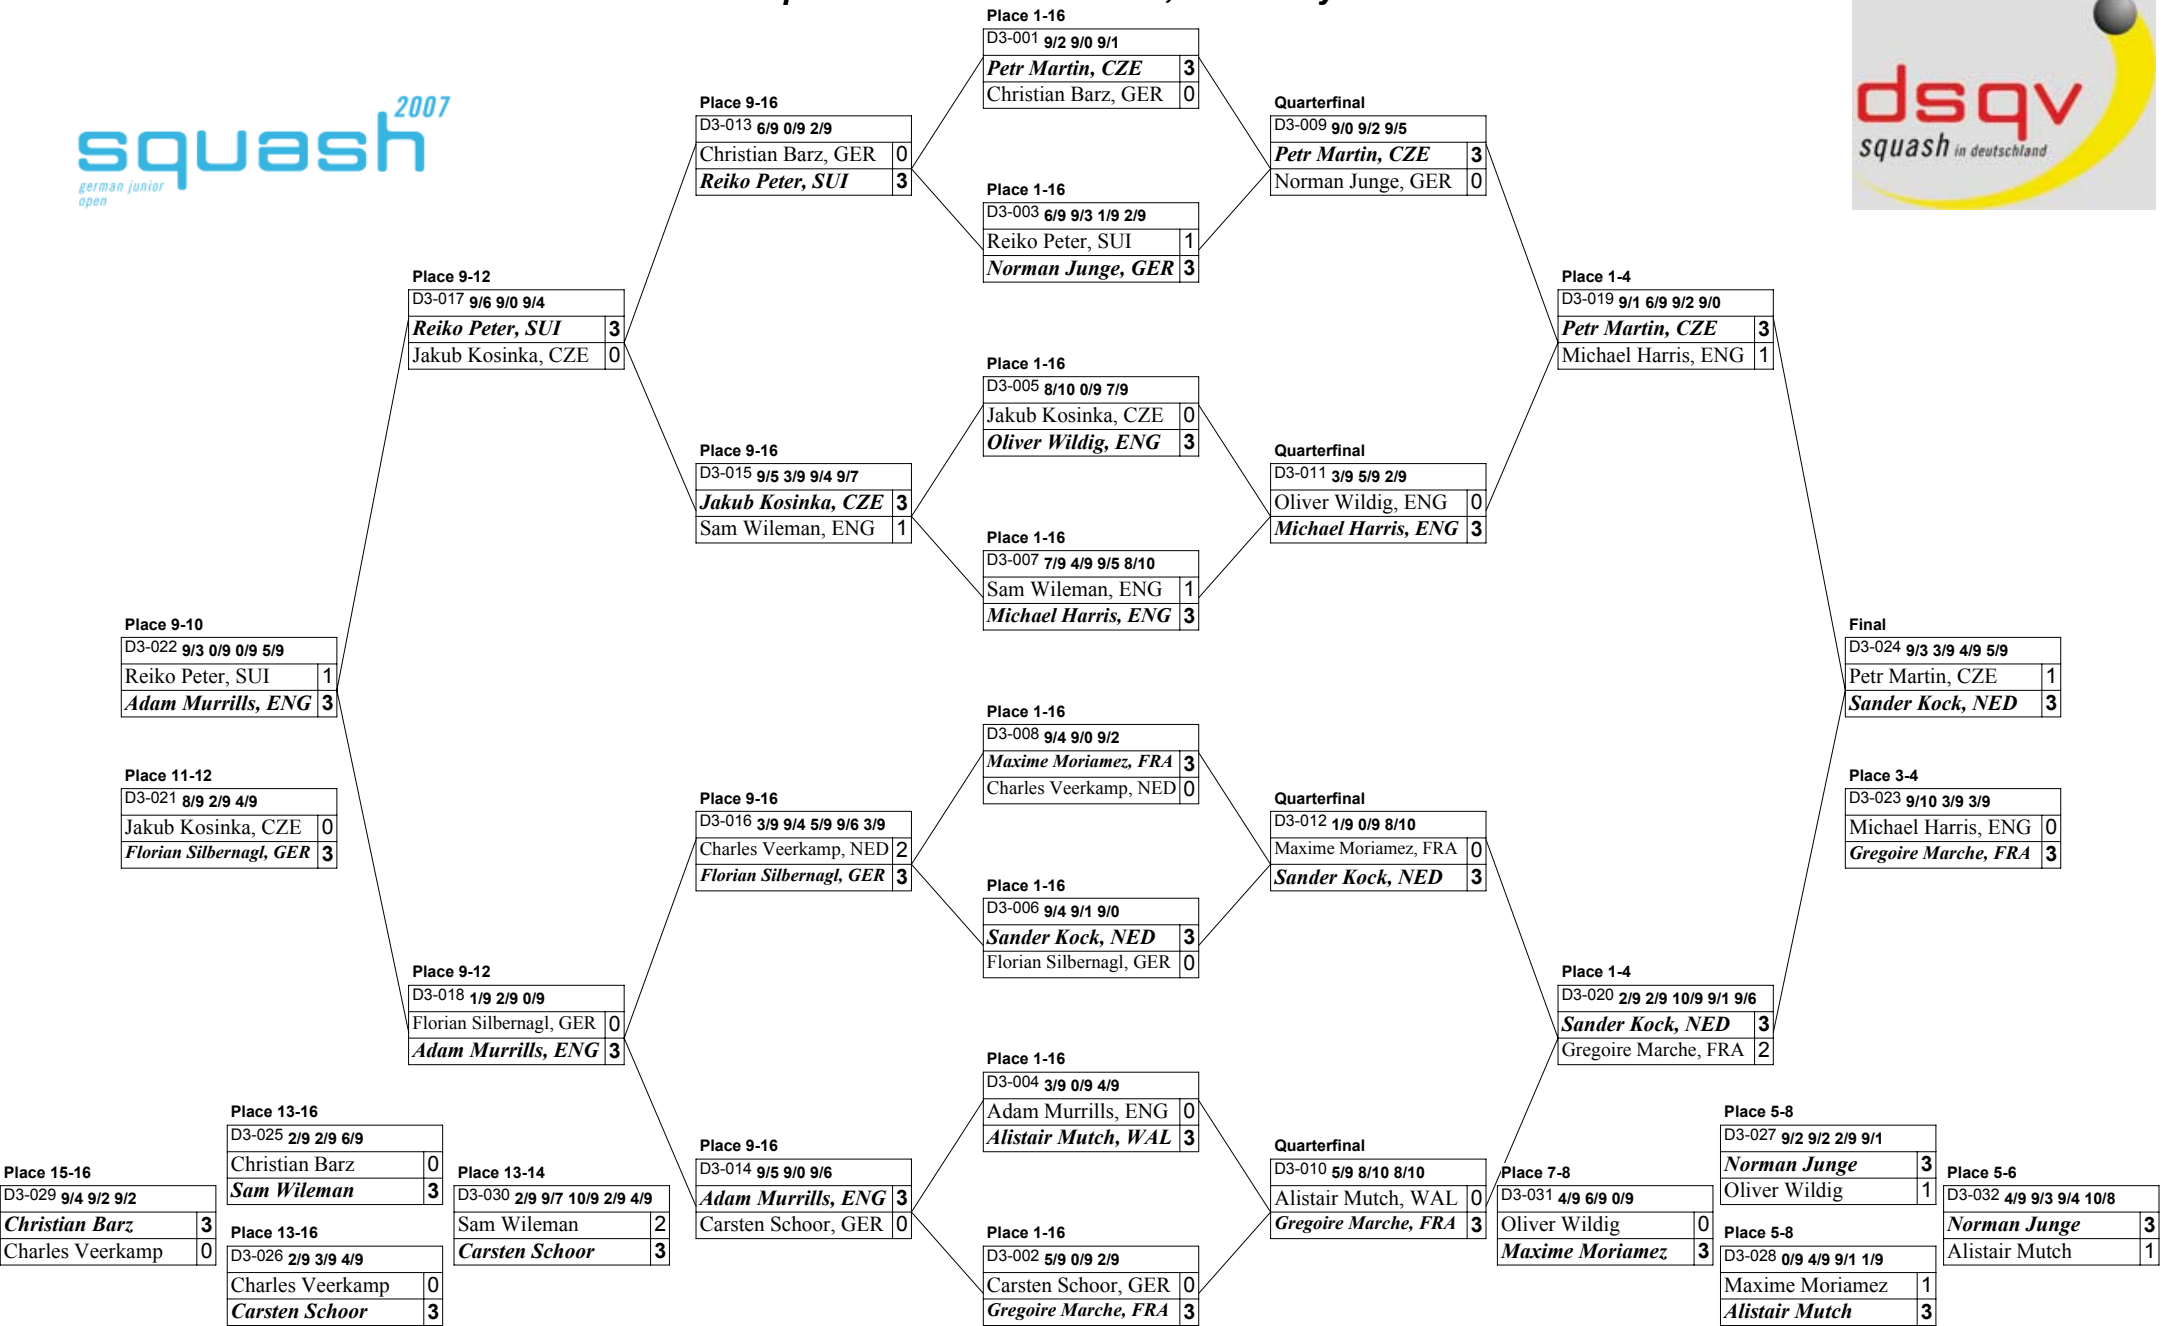 2007
squash
german junior
open
dsqv
squash in deutschland
Place 1-16
D3-001 9/2 9/0 9/1
Petr Martin, CZE 3
Christian Barz, GER 0
Place 9-16
D3-013 6/9 0/9 2/9
Christian Barz, GER 0
Reiko Peter, SUI 3
Quarterfinal
D3-009 9/0 9/2 9/5
Petr Martin, CZE 3
Norman Junge, GER 0
Place 1-16
D3-003 6/9 9/3 1/9 2/9
Reiko Peter, SUI 1
Norman Junge, GER 3
Place 9-12
D3-017 9/6 9/0 9/4
Reiko Peter, SUI 3
Jakub Kosinka, CZE 0
Place 1-4
D3-019 9/1 6/9 9/2 9/0
Petr Martin, CZE 3
Michael Harris, ENG 1
Place 1-16
D3-005 8/10 0/9 7/9
Jakub Kosinka, CZE 0
Oliver Wildig, ENG 3
Place 9-16
D3-015 9/5 3/9 9/4 9/7
Jakub Kosinka, CZE 3
Sam Wileman, ENG 1
Quarterfinal
D3-011 3/9 5/9 2/9
Oliver Wildig, ENG 0
Michael Harris, ENG 3
Place 1-16
D3-007 7/9 4/9 9/5 8/10
Sam Wileman, ENG 1
Michael Harris, ENG 3
Place 9-10
D3-022 9/3 0/9 0/9 5/9
Reiko Peter, SUI 1
Adam Murrills, ENG 3
Final
D3-024 9/3 3/9 4/9 5/9
Petr Martin, CZE 1
Sander Kock, NED 3
Place 1-16
D3-008 9/4 9/0 9/2
Maxime Moriamez, FRA 3
Charles Veerkamp, NED 0
Place 11-12
D3-021 8/9 2/9 4/9
Jakub Kosinka, CZE 0
Florian Silbernagl, GER 3
Place 3-4
D3-023 9/10 3/9 3/9
Michael Harris, ENG 0
Gregoire Marche, FRA 3
Place 9-16
D3-016 3/9 9/4 5/9 9/6 3/9
Charles Veerkamp, NED 2
Florian Silbernagl, GER 3
Quarterfinal
D3-012 1/9 0/9 8/10
Maxime Moriamez, FRA 0
Sander Kock, NED 3
Place 1-16
D3-006 9/4 9/1 9/0
Sander Kock, NED 3
Florian Silbernagl, GER 0
Place 9-12
D3-018 1/9 2/9 0/9
Florian Silbernagl, GER 0
Adam Murrills, ENG 3
Place 1-4
D3-020 2/9 2/9 10/9 9/1 9/6
Sander Kock, NED 3
Gregoire Marche, FRA 2
Place 1-16
D3-004 3/9 0/9 4/9
Adam Murrills, ENG 0
Alistair Mutch, WAL 3
Place 9-16
D3-014 9/5 9/0 9/6
Adam Murrills, ENG 3
Carsten Schoor, GER 0
Quarterfinal
D3-010 5/9 8/10 8/10
Alistair Mutch, WAL 0
Gregoire Marche, FRA 3
Place 1-16
D3-002 5/9 0/9 2/9
Carsten Schoor, GER 0
Gregoire Marche, FRA 3
Place 15-16
D3-029 9/4 9/2 9/2
Christian Barz 3
Charles Veerkamp 0
Place 13-16
D3-025 2/9 2/9 6/9
Christian Barz 0
Sam Wileman 3
Place 13-16
D3-026 2/9 3/9 4/9
Charles Veerkamp 0
Carsten Schoor 3
Place 13-14
D3-030 2/9 9/7 10/9 2/9 4/9
Sam Wileman 2
Carsten Schoor 3
Place 7-8
D3-031 4/9 6/9 0/9
Oliver Wildig 0
Maxime Moriamez 3
Place 5-8
D3-027 9/2 9/2 2/9 9/1
Norman Junge 3
Oliver Wildig 1
Place 5-8
D3-028 0/9 4/9 9/1 1/9
Maxime Moriamez 1
Alistair Mutch 3
Place 5-6
D3-032 4/9 9/3 9/4 10/8
Norman Junge 3
Alistair Mutch 1